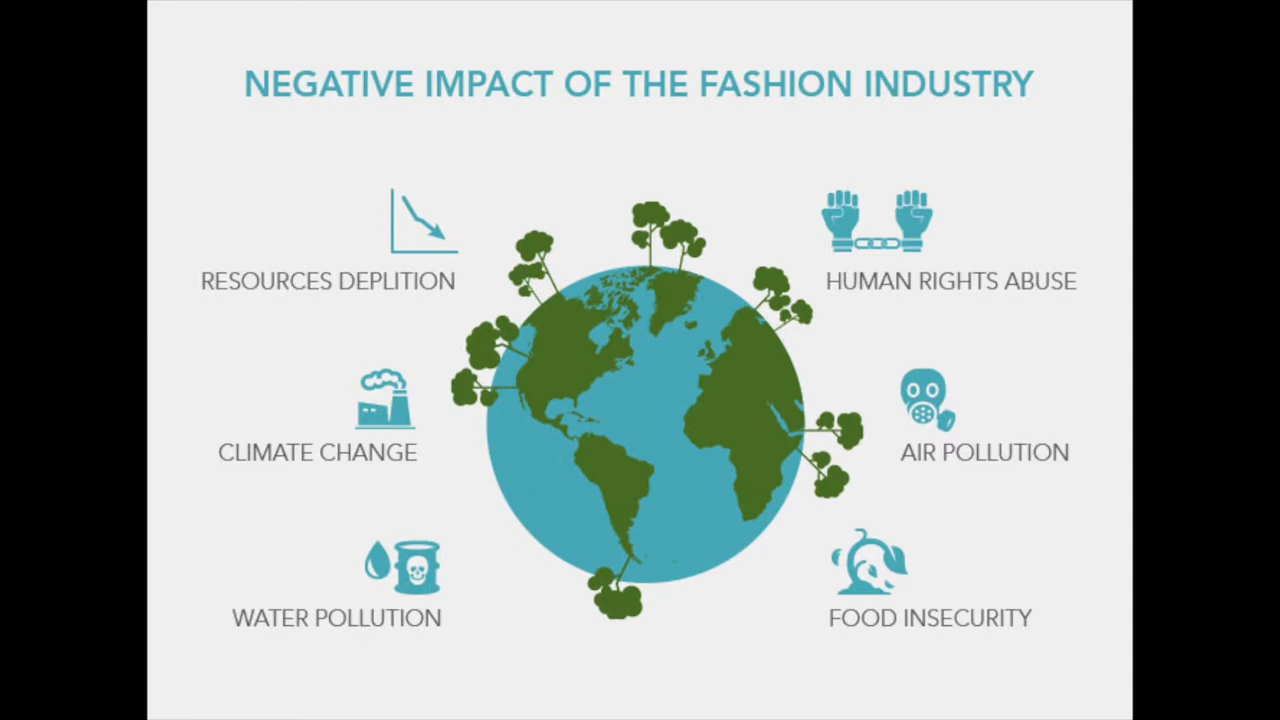 NEGATIVE IMPACT OF THE FASHION INDUSTRY
RESOURCES DEPLITION
HUMAN RIGHTS ABUSE
CLIMATE CHANGE
AIR POLLUTION
WATER POLLUTION
FOOD INSECURITY